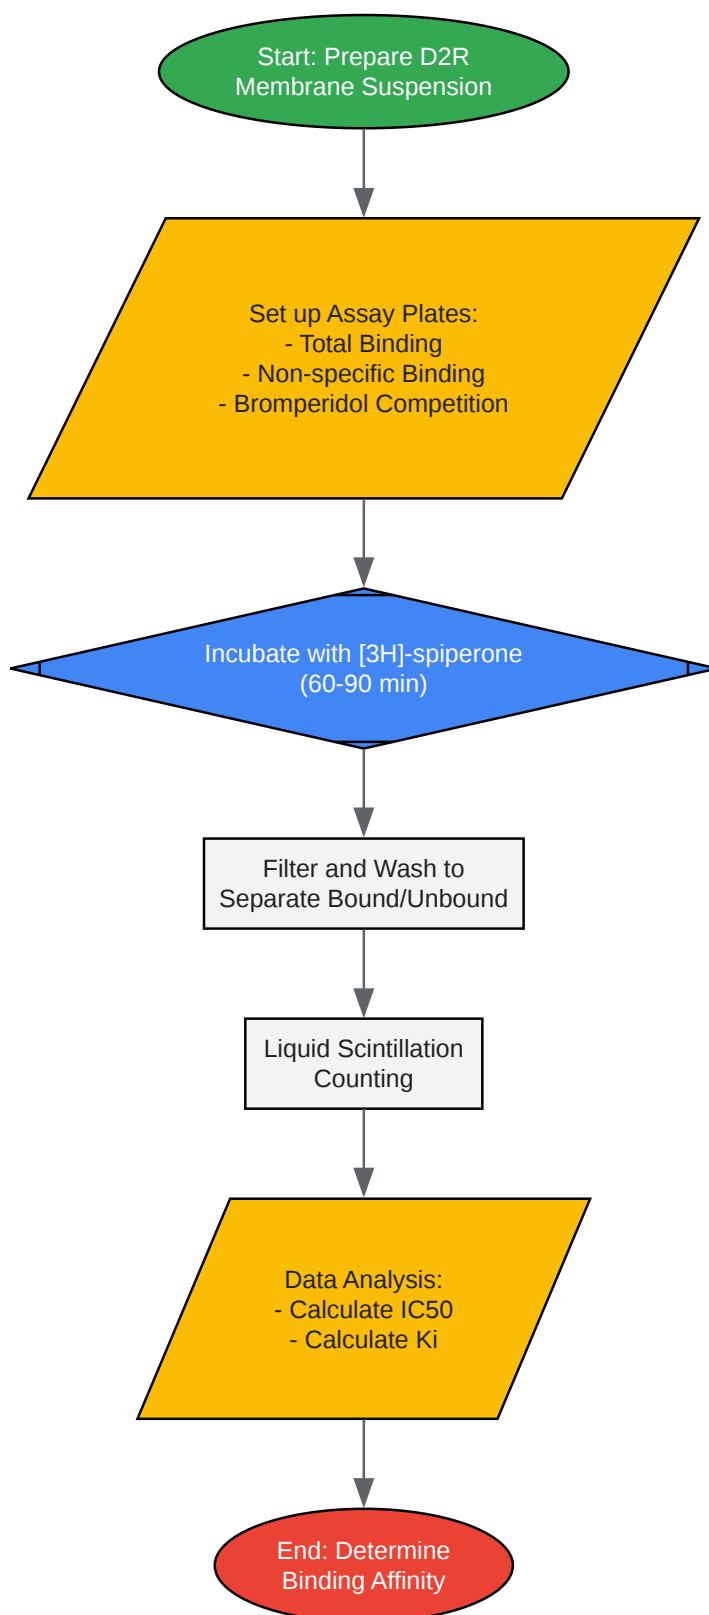 Start: Prepare D2R
Membrane Suspension
Set up Assay Plates:
- Total Binding
- Non-specific Binding
- Bromperidol Competition
Incubate with [3H]-spiperone
(60-90 min)
Filter and Wash to
Separate Bound/Unbound
Liquid Scintillation
Counting
Data Analysis:
- Calculate IC50
- Calculate Ki
End: Determine
Binding Affinity